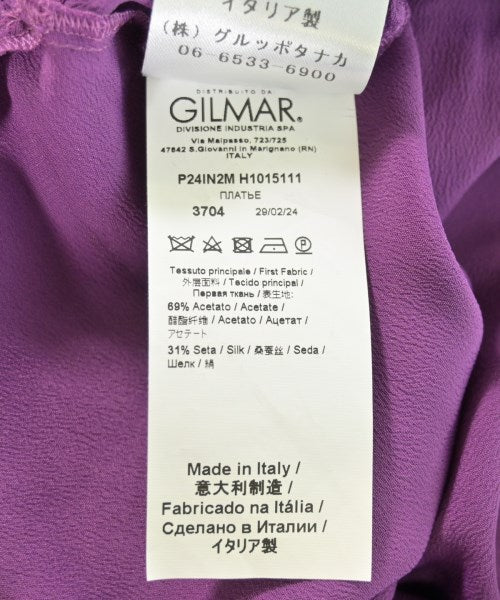 イタリア製
(株) グルッポタナカ
06-6533-6900
DISTRIBUITO DA
GILMAR®
DIVISIONE INDUSTRIA SPA
Via Malpasso, 723/725
47842 S.Giovanni in Marignano (RN)
ITALY
P24IN2M H1015111
ПЛАТЬЕ
3704 29/02/24
Tessuto principale / First Fabric /
外层面料 / Tecido principal /
Первая ткань / 表生地:
69% Acetato / Acetate /
醋酯纤维 / Acetato / Ацетат /
アセテート
31% Seta / Silk / 桑蚕丝 / Seda /
Шелк / 絹
Made in Italy /
意大利制造 /
Fabricado na Itália /
Сделано в Италии /
イタリア製